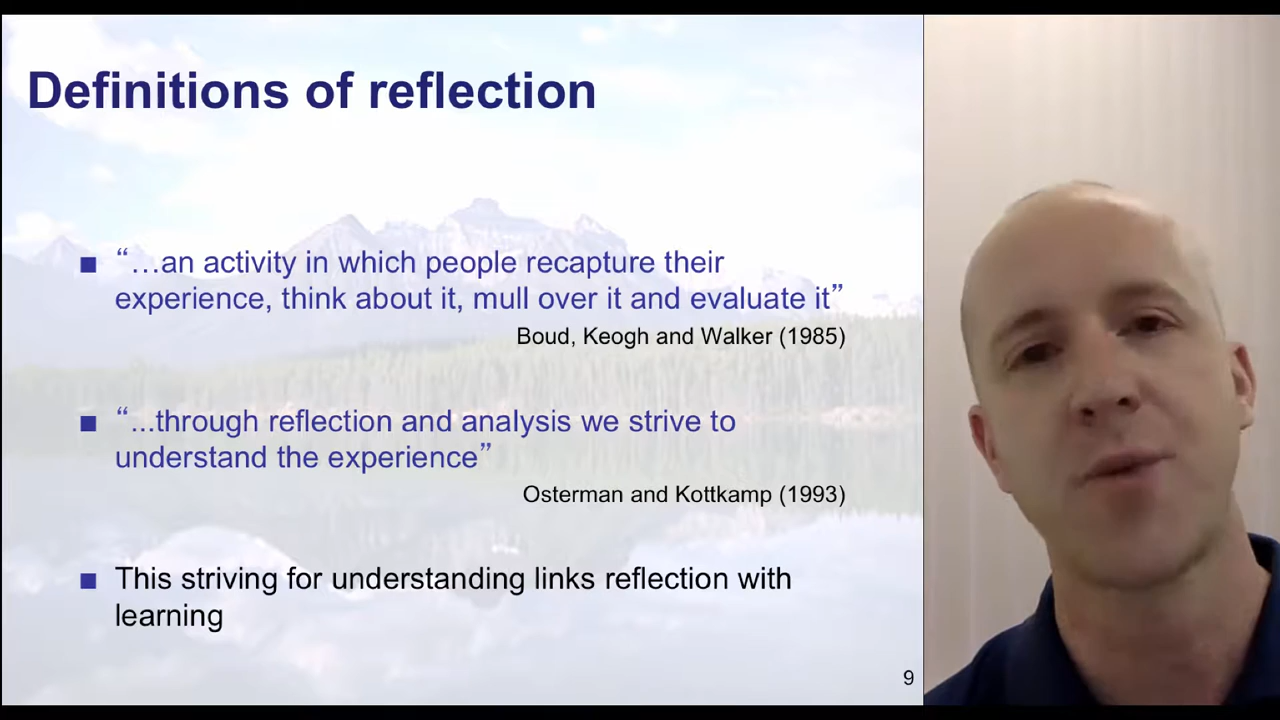 Definitions of reflection
■ “…an activity in which people recapture their
experience, think about it, mull over it and evaluate it”
Boud, Keogh and Walker (1985)
■ “...through reflection and analysis we strive to
understand the experience”
Osterman and Kottkamp (1993)
■ This striving for understanding links reflection with
learning
9